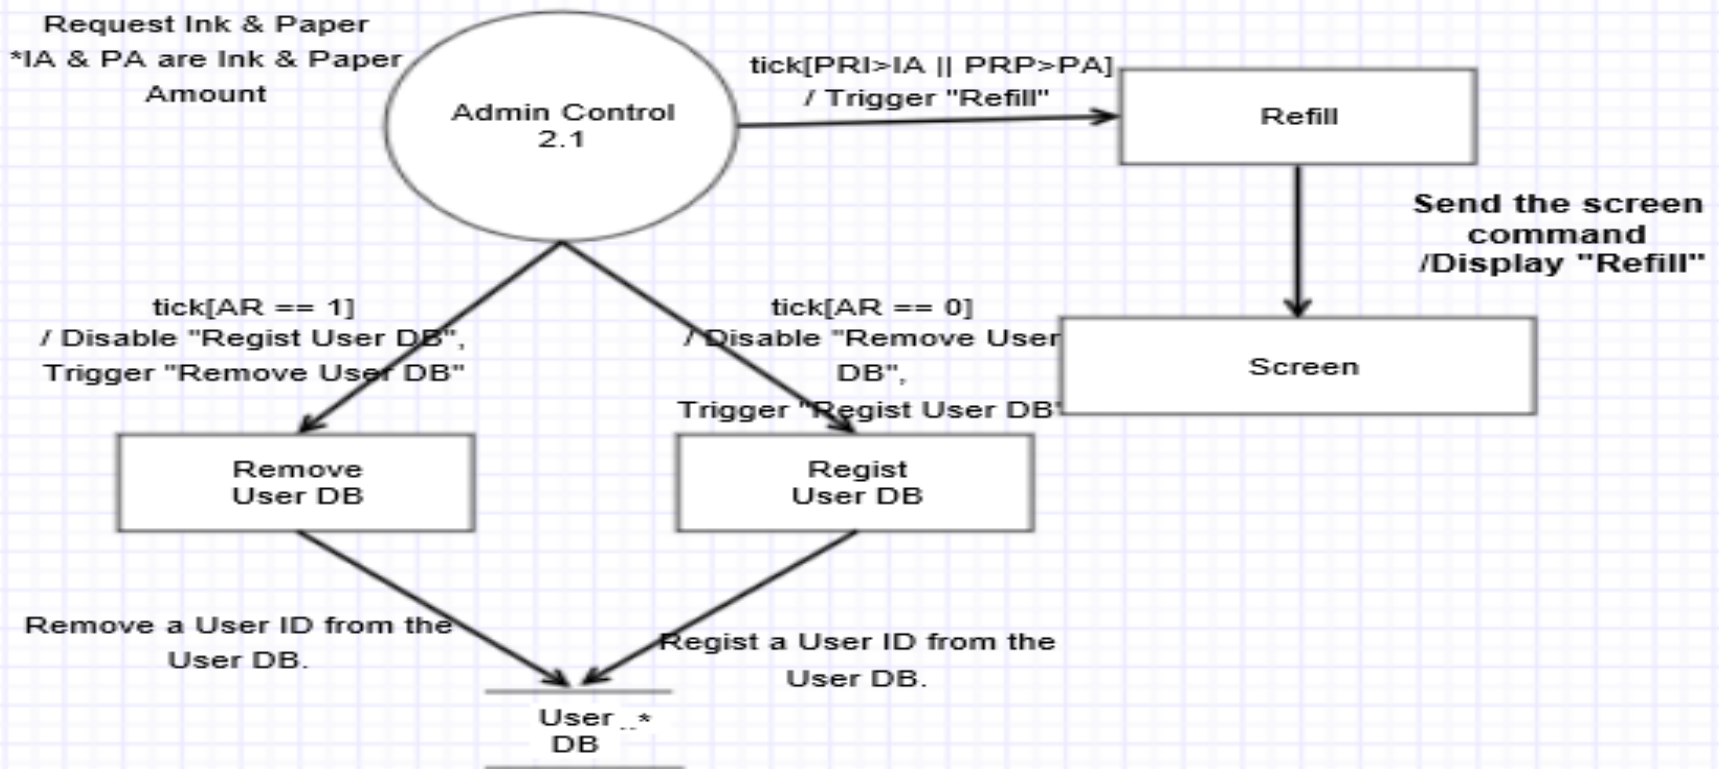 Request Ink & Paper
*IA & PA are Ink & Paper
Amount
Admin Control
2.1
tick[PRI>IA || PRP>PA]
/ Trigger "Refill"
Refill
Send the screen
command
/Display "Refill"
Screen
tick[AR == 1]
/ Disable "Regist User DB",
Trigger "Remove User DB"
tick[AR == 0]
/ Disable "Remove User
DB",
Trigger "Regist User DB"
Remove
User DB
Regist
User DB
Remove a User ID from the
User DB.
Regist a User ID from the
User DB.
User ..*
DB